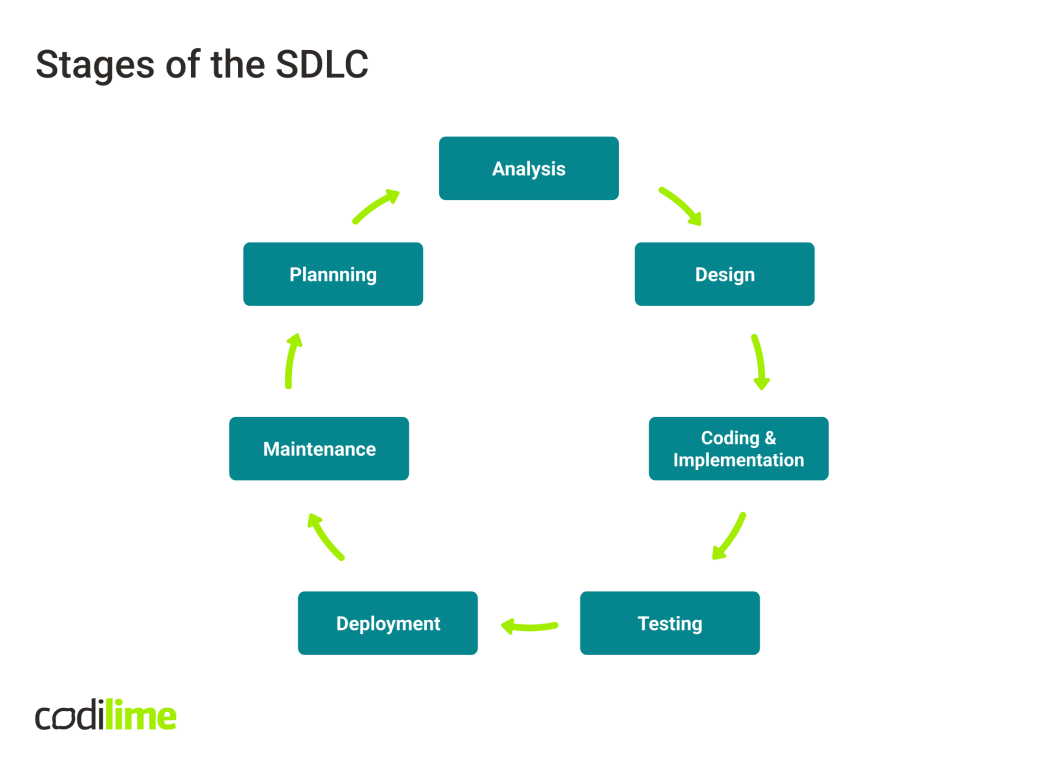 Stages of the SDLC
Analysis
Plannning
Design
Maintenance
Coding &
Implementation
Deployment
Testing
codilime